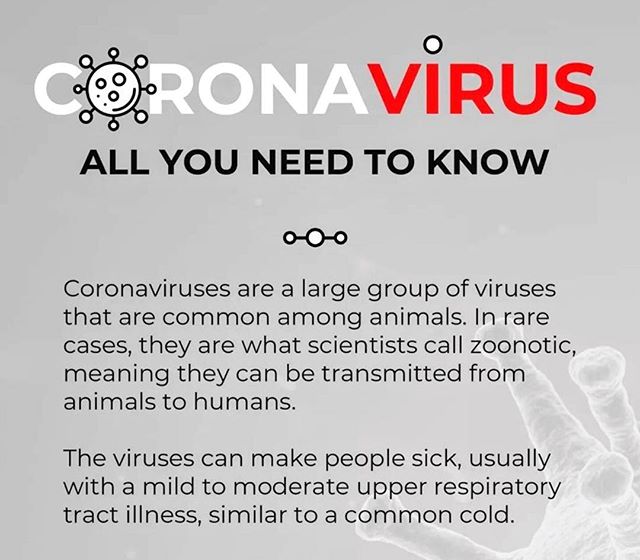 CORONAVIRUS
ALL YOU NEED TO KNOW
Coronaviruses are a large group of viruses
that are common among animals. In rare
cases, they are what scientists call zoonotic,
meaning they can be transmitted from
animals to humans.
The viruses can make people sick, usually
with a mild to moderate upper respiratory
tract illness, similar to a common cold.